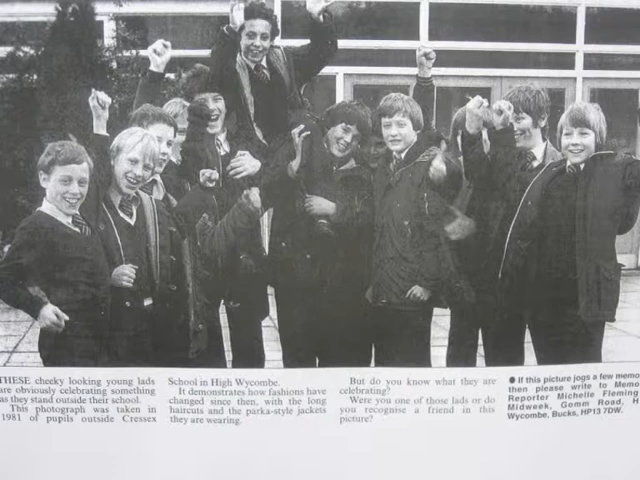 THESE cheeky looking young lads
are obviously celebrating something
as they stand outside their school.
This photograph was taken in
1981 of pupils outside Cressex
School in High Wycombe.
It demonstrates how fashions have
changed since then, with the long
haircuts and the parka-style jackets
they are wearing.
But do you know what they are
celebrating?
Were you one of those lads or do
you recognise a friend in this
picture?
● If this picture jogs a few memo
then please write to Memo
Reporter Michelle Fleming
Midweek, Gomm Road, H
Wycombe, Bucks, HP13 7DW.